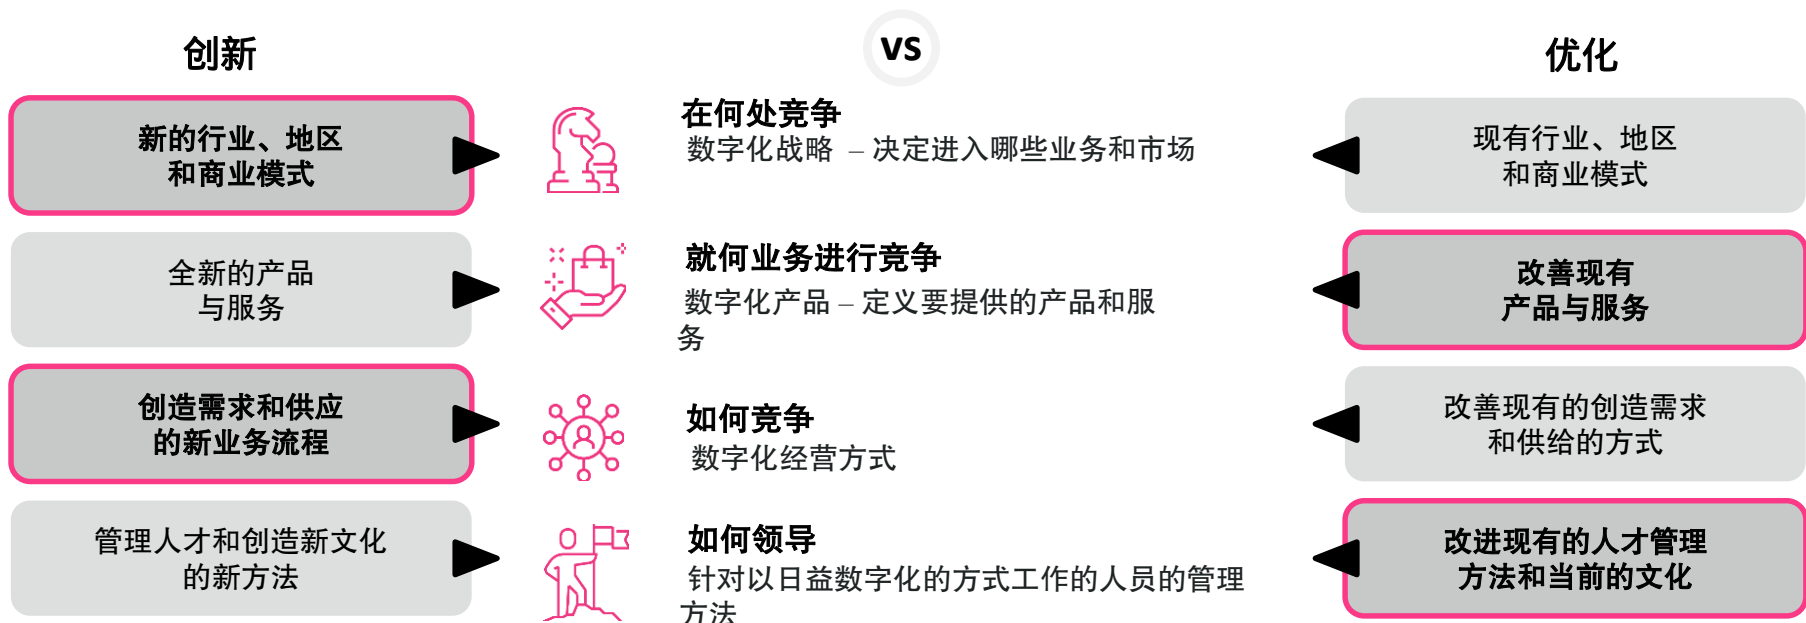 创新
VS
优化
新的行业、地区
和商业模式
在何处竞争
数字化战略 – 决定进入哪些业务和市场
现有行业、地区
和商业模式
全新的产品
与服务
就何业务进行竞争
数字化产品 – 定义要提供的产品和服
务
改善现有
产品与服务
创造需求和供应
的新业务流程
如何竞争
数字化经营方式
改善现有的创造需求
和供给的方式
管理人才和创造新文化
的新方法
如何领导
针对以日益数字化的方式工作的人员的管理
方法
改进现有的人才管理
方法和当前的文化